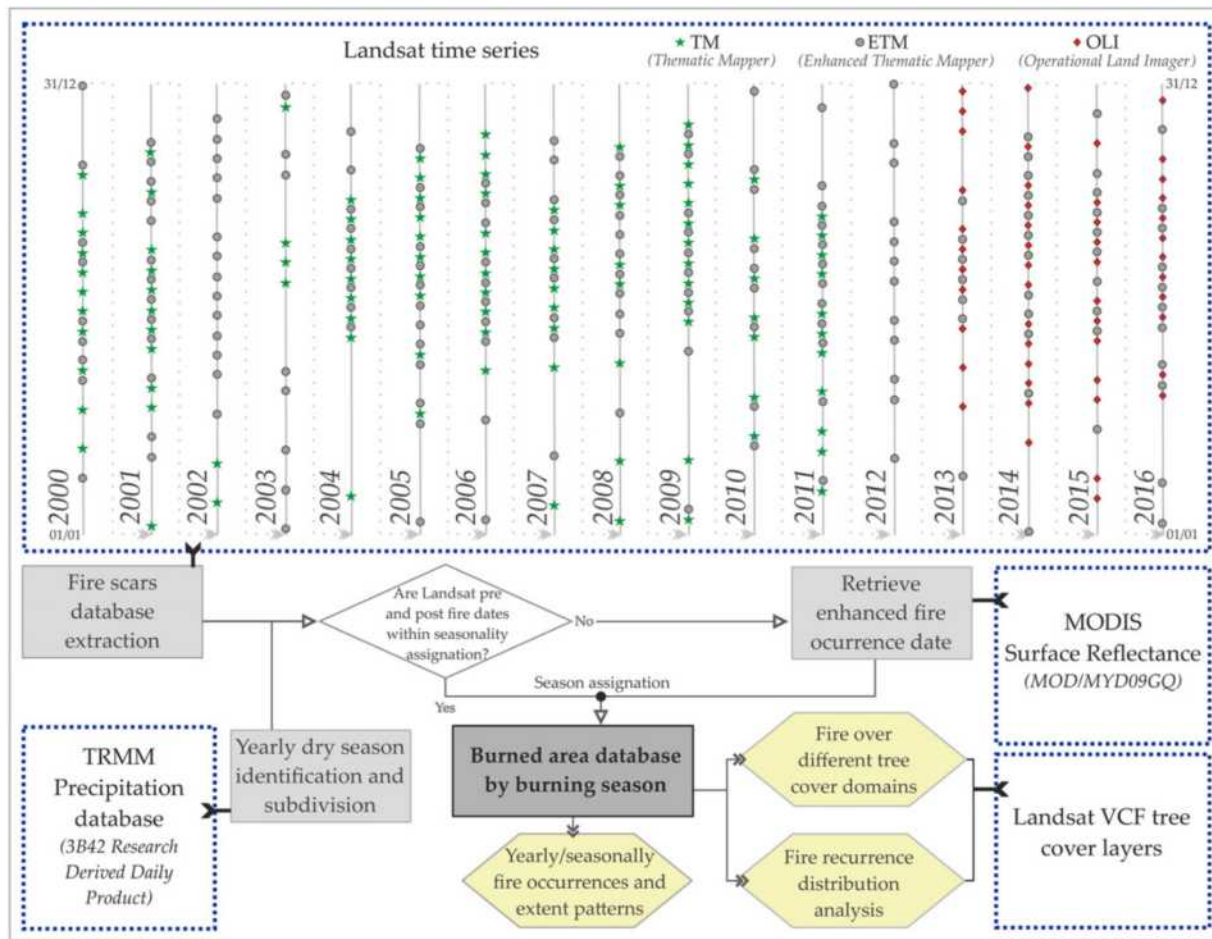 Landsat time series
TM
(Thematic Mapper)
ETM
(Enhanced Thematic Mapper)
OLI
(Operational Land Imager)
31/12
31/12
2000
2001
2002
2003
2004
2005
2006
2007
2008
2009
2010
2011
2012
2013
2014
2015
2016
01/01
01/01
Fire scars
database
extraction
Are Landsat pre
and post fire dates
within seasonality
assignation?
No
Retrieve
enhanced fire
ocurrence date
MODIS
Surface Reflectance
(MOD/MYD09GQ)
Season assignation
Yes
TRMM
Precipitation
database
(3B42 Research
Derived Daily
Product)
Yearly dry season
identification and
subdivision
Burned area database
by burning season
Fire over
different tree
cover domains
Landsat VCF tree
cover layers
Yearly/seasonally
fire occurrences and
extent patterns
Fire recurrence
distribution
analysis